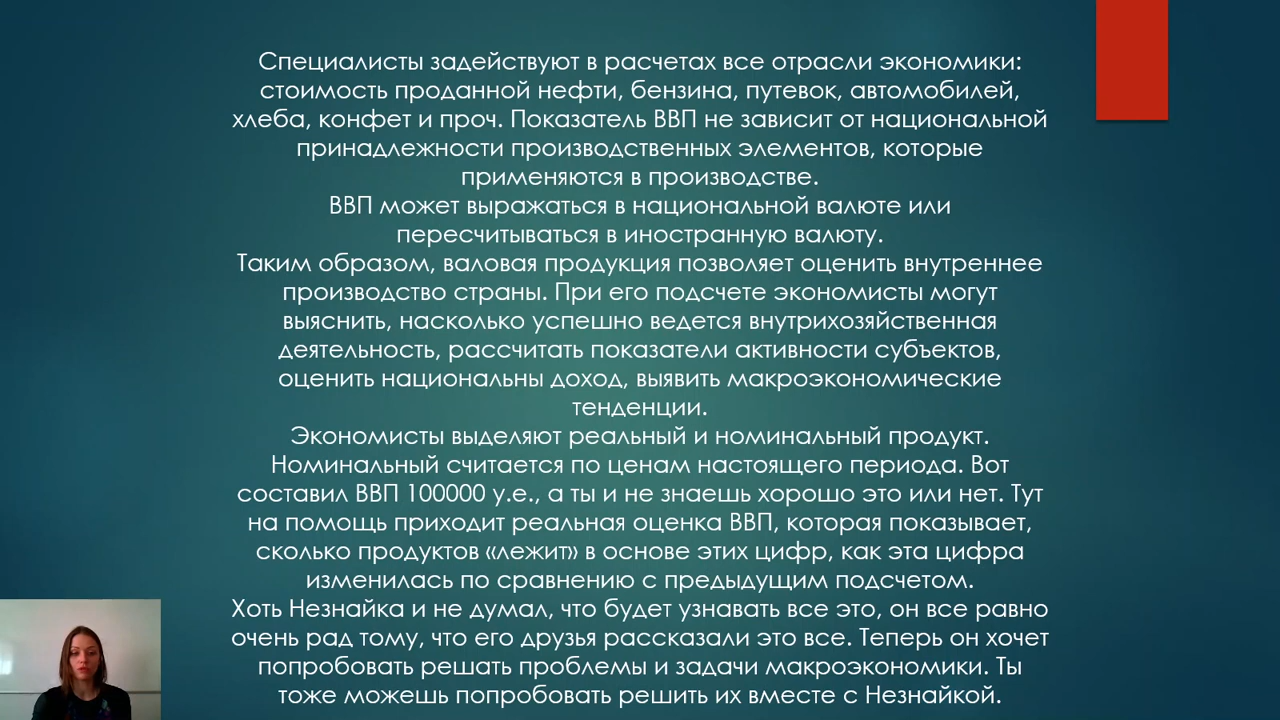 Специалисты задействуют в расчетах все отрасли экономики:
стоимость проданной нефти, бензина, путевок, автомобилей,
хлеба, конфет и проч. Показатель ВВП не зависит от национальной
принадлежности производственных элементов, которые
применяются в производстве.
ВВП может выражаться в национальной валюте или
пересчитываться в иностранную валюту.
Таким образом, валовая продукция позволяет оценить внутреннее
производство страны. При его подсчете экономисты могут
выяснить, насколько успешно ведется внутрихозяйственная
деятельность, рассчитать показатели активности субъектов,
оценить национальны доход, выявить макроэкономические
тенденции.
Экономисты выделяют реальный и номинальный продукт.
Номинальный считается по ценам настоящего периода. Вот
составил ВВП 100000 у.е., а ты и не знаешь хорошо это или нет. Тут
на помощь приходит реальная оценка ВВП, которая показывает,
сколько продуктов «лежит» в основе этих цифр, как эта цифра
изменилась по сравнению с предыдущим подсчетом.
Хоть Незнайка и не думал, что будет узнавать все это, он все равно
очень рад тому, что его друзья рассказали это все. Теперь он хочет
попробовать решать проблемы и задачи макроэкономики. Ты
тоже можешь попробовать решить их вместе с Незнайкой.